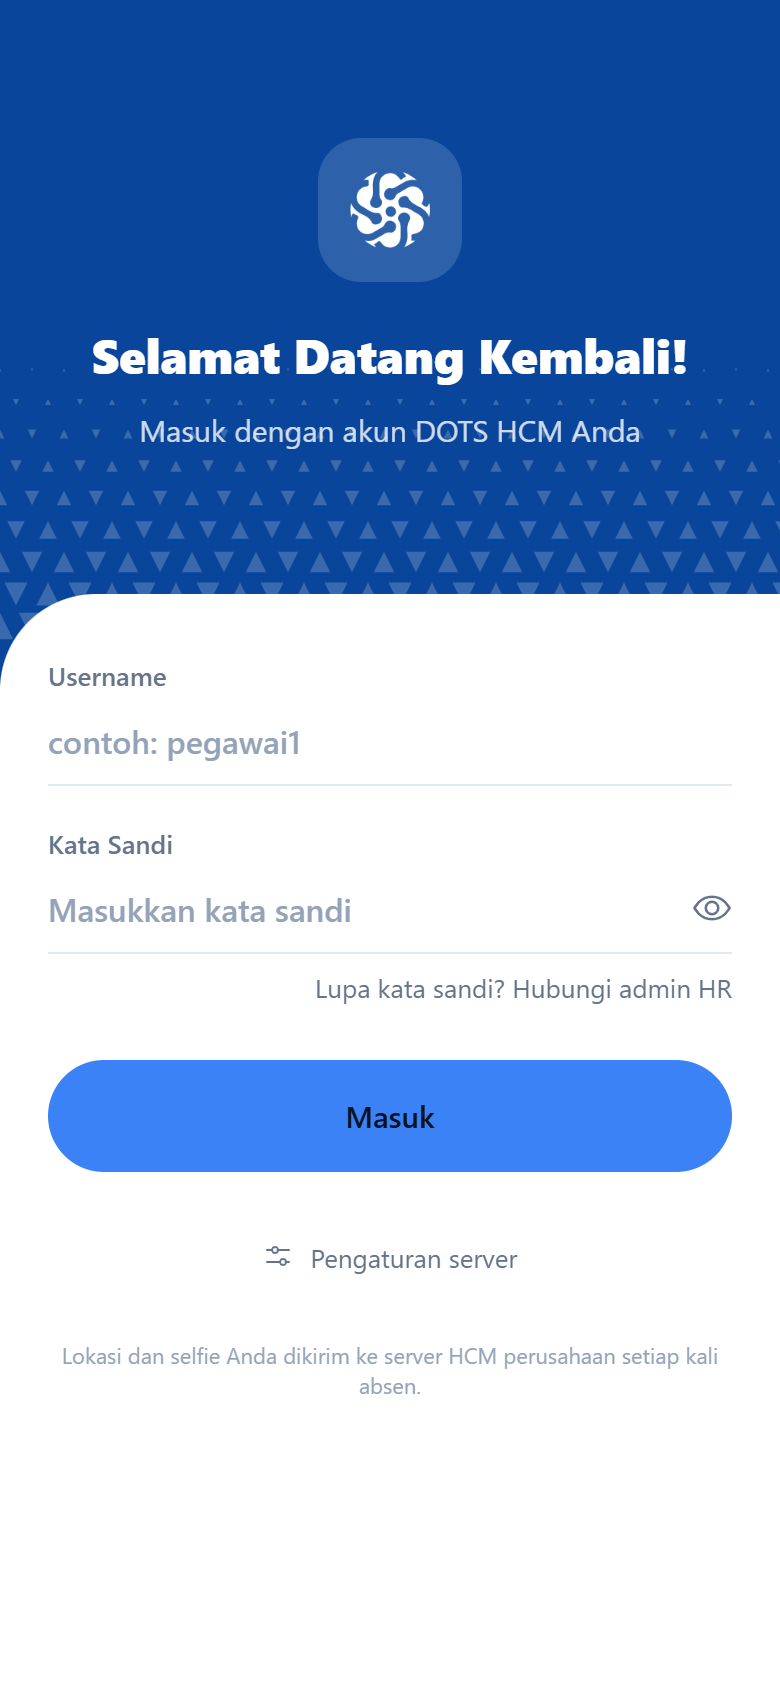 Selamat Datang Kembali!
Masuk dengan akun DOTS HCM Anda
Username
contoh: pegawai1
Kata Sandi
Masukkan kata sandi
Lupa kata sandi? Hubungi admin HR
Masuk
Pengaturan server
Lokasi dan selfie Anda dikirim ke server HCM perusahaan setiap kali
absen.